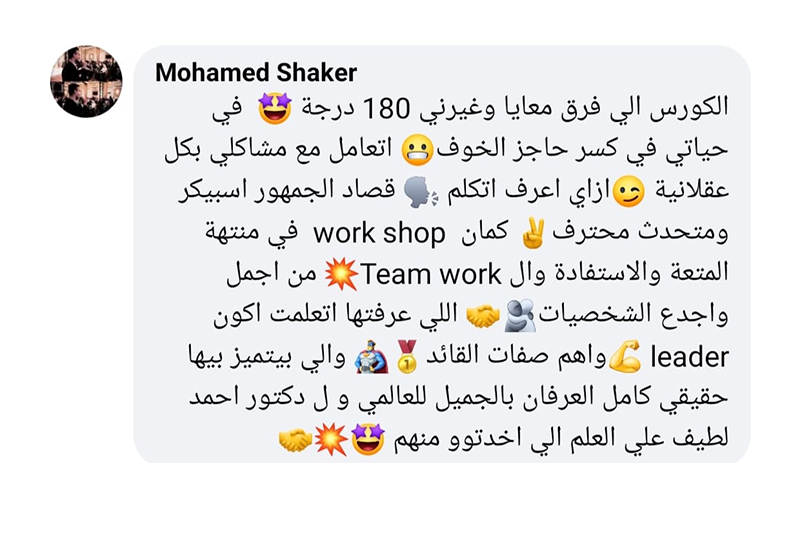 Mohamed Shaker
الكورس الي فرق معايا وغيرني 180 درجة 🤩 في
حياتي في كسر حاجز الخوف😬 اتعامل مع مشاكلي بكل
عقلانية 😉ازاي اعرف اتكلم 🗣️ قصاد الجمهور اسبيكر
ومتحدث محترف✌️ كمان work shop في منتهة
المتعة والاستفادة وال Team work💥 من اجمل
واجدع الشخصيات🫂🤝 اللي عرفتها اتعلمت اكون
leader 💪واهم صفات القائد🏅🦸‍♂️ والي بيتميز بيها
حقيقي كامل العرفان بالجميل للعالمي و ل دكتور احمد
لطيف علي العلم الي اخدتوو منهم 🤩💥🤝